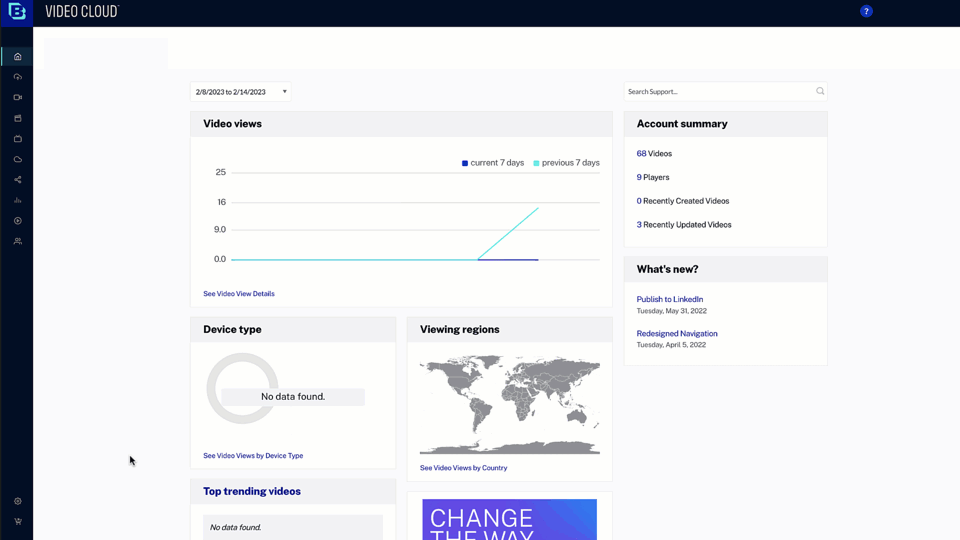 VIDEO CLOUD
?
2/8/2023 to 2/14/2023
Search Support...
Video views
current 7 days
previous 7 days
25
16
9.0
0.0
See Video View Details
Account summary
68 Videos
9 Players
0 Recently Created Videos
3 Recently Updated Videos
What's new?
Publish to LinkedIn
Tuesday, May 31, 2022
Redesigned Navigation
Tuesday, April 5, 2022
Device type
No data found.
See Video Views by Device Type
Viewing regions
See Video Views by Country
Top trending videos
No data found.
CHANGE
THE WAY